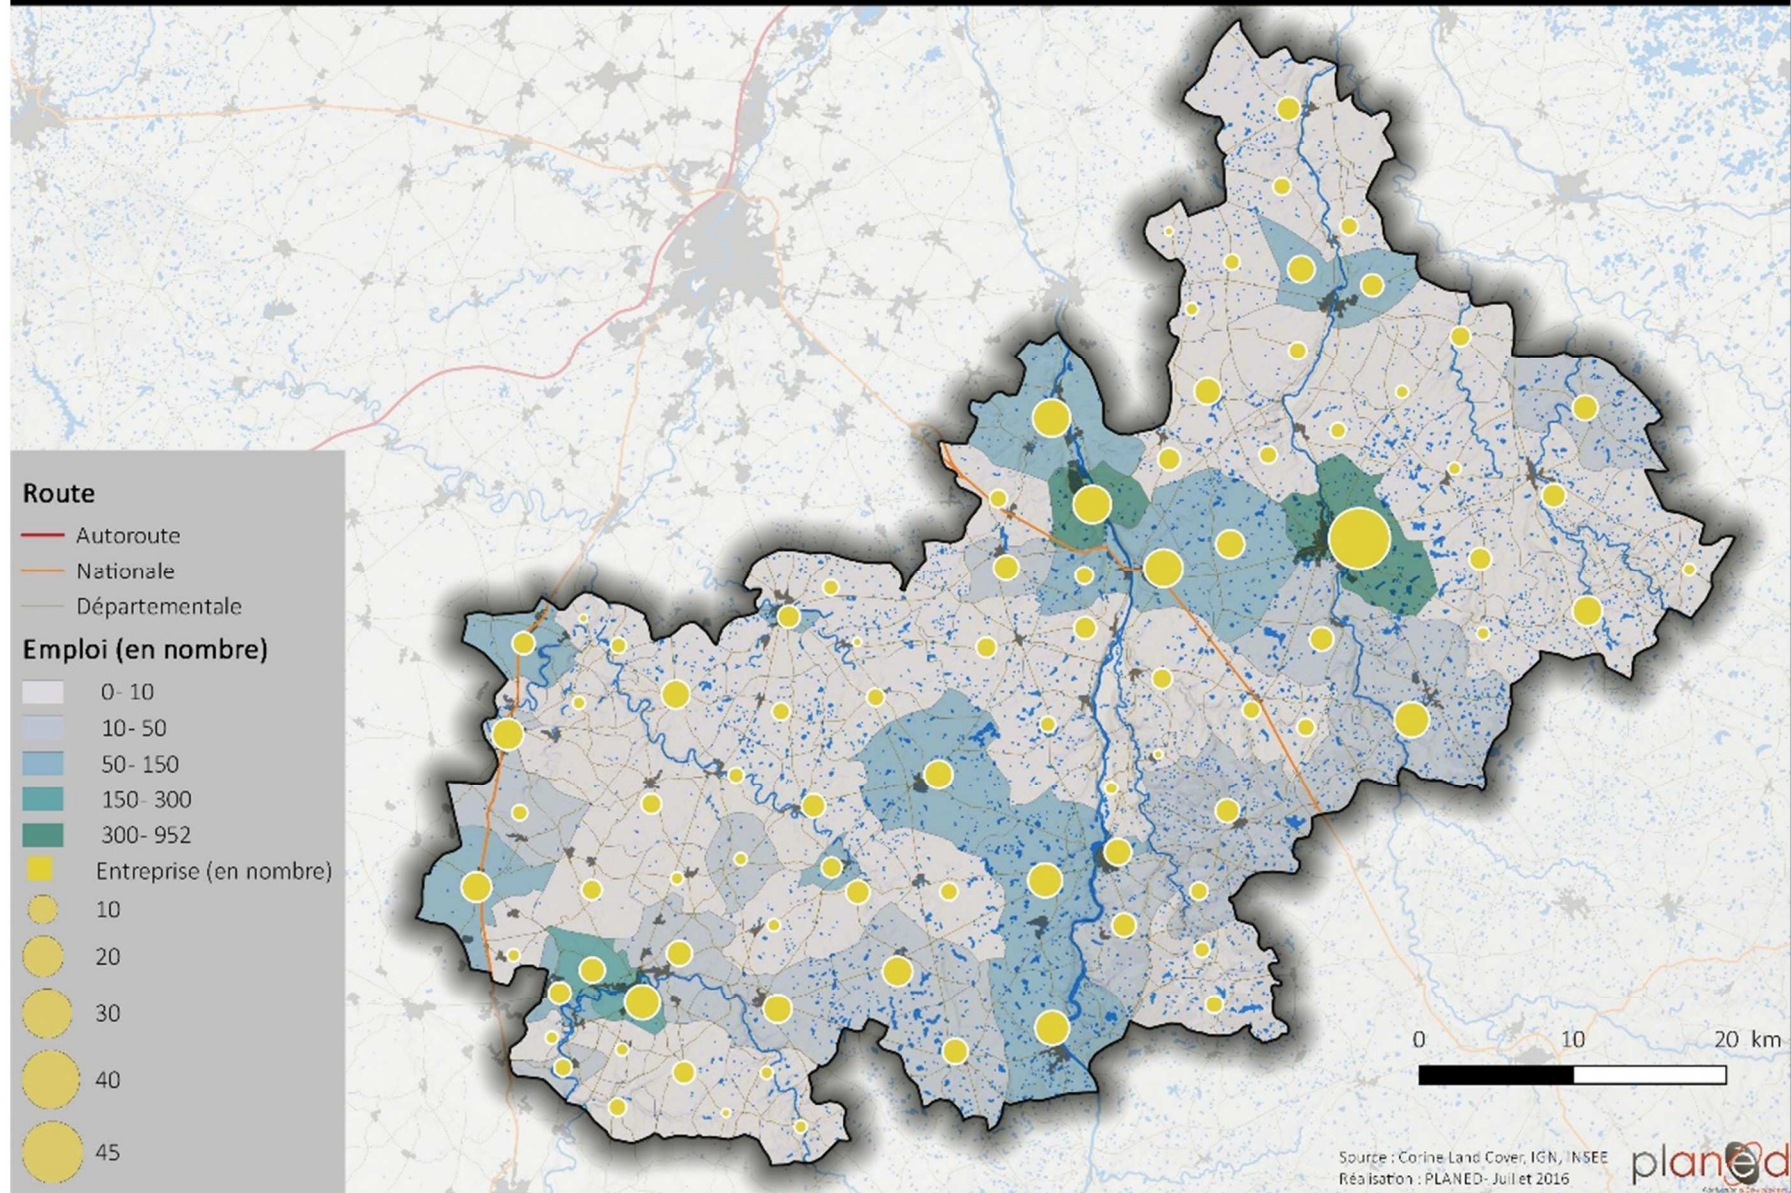 Route
Autoroute
Nationale
Départementale
Emploi (en nombre)
0- 10
10- 50
50- 150
150- 300
300- 952
Entreprise (en nombre)
10
20
30
40
45
0 10 20 km
Source : Corine Land Cover, IGN, INSEE
Réalisation : PLANED- Juillet 2016
planed